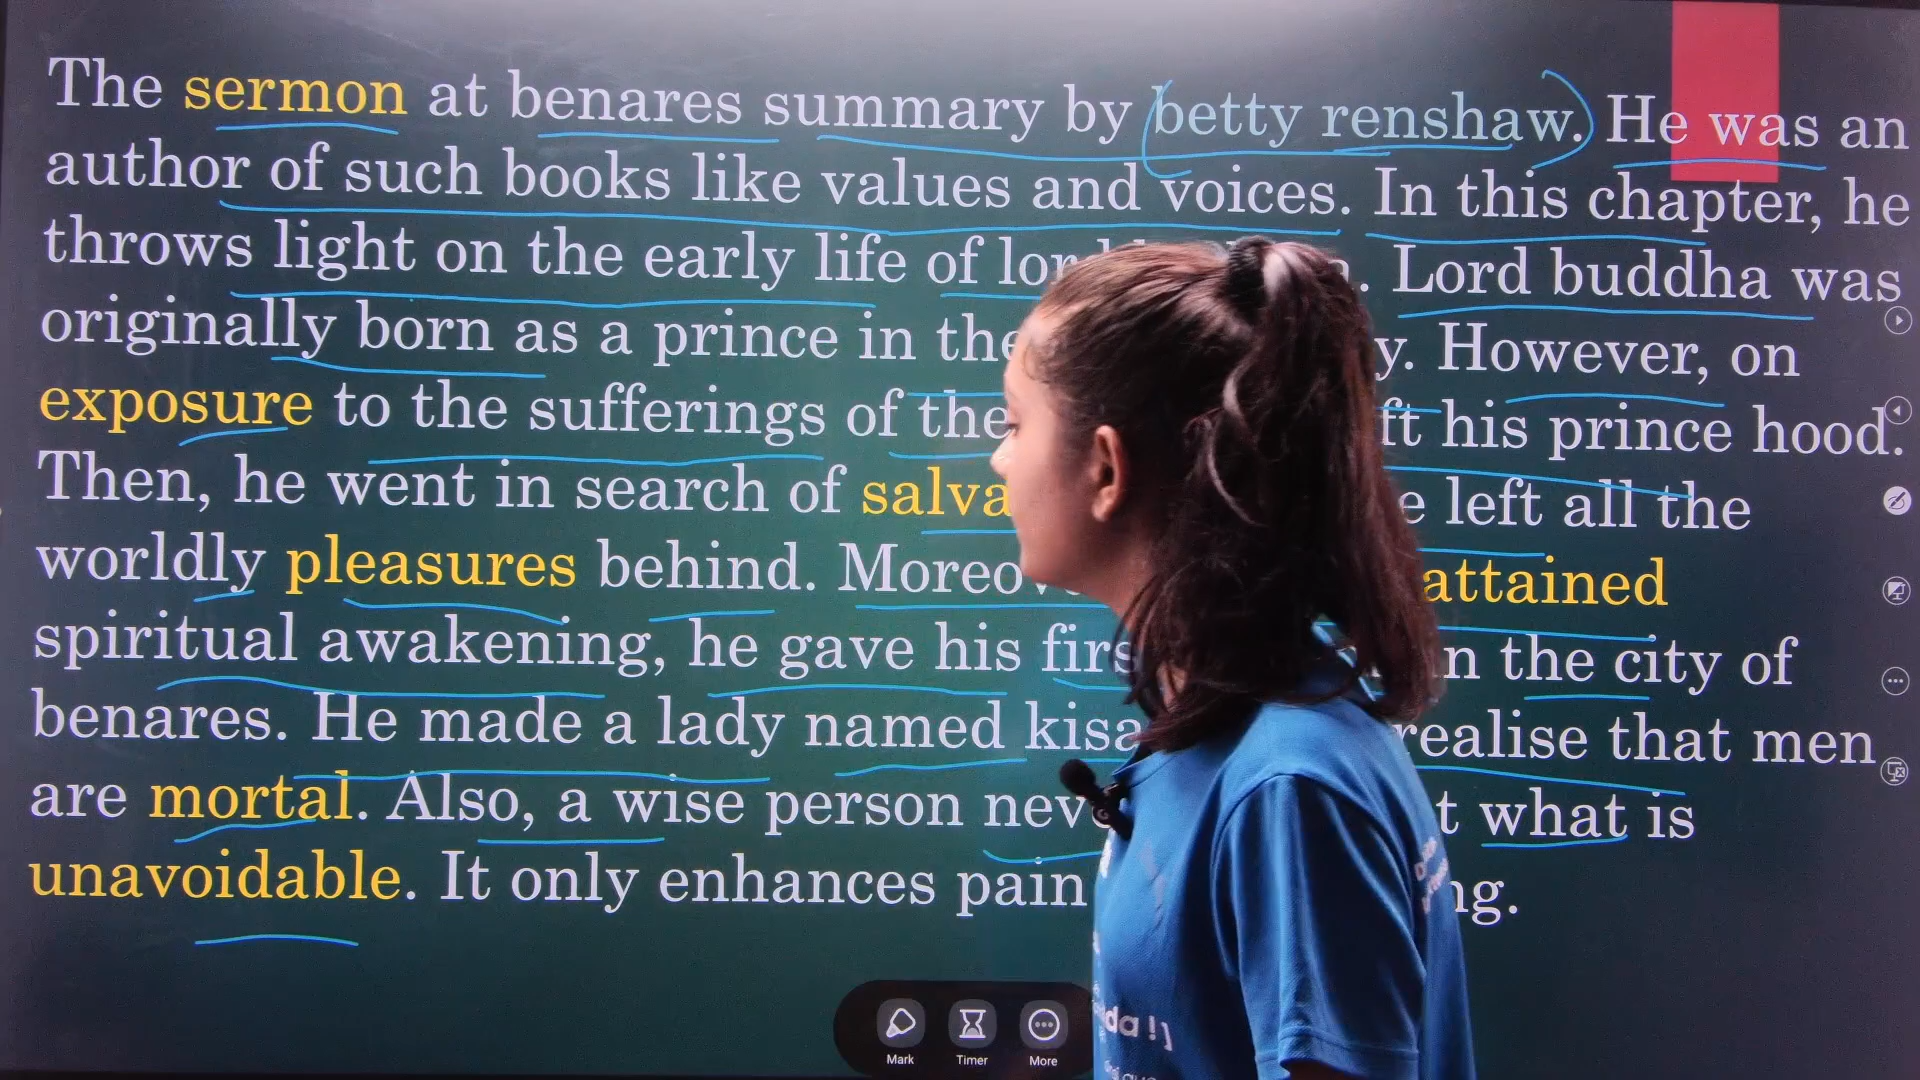 The sermon at benares summary by betty renshaw. He was an
author of such books like values and voices. In this chapter, he
throws light on the early life of lor . Lord buddha was
originally born as a prince in the y. However, on
exposure to the sufferings of the ft his prince hood.
Then, he went in search of salva e left all the
worldly pleasures behind. Moreov attained
spiritual awakening, he gave his firs n the city of
benares. He made a lady named kisa realise that men
are mortal. Also, a wise person nev t what is
unavoidable. It only enhances pain ng.
da !)
Mark Timer More